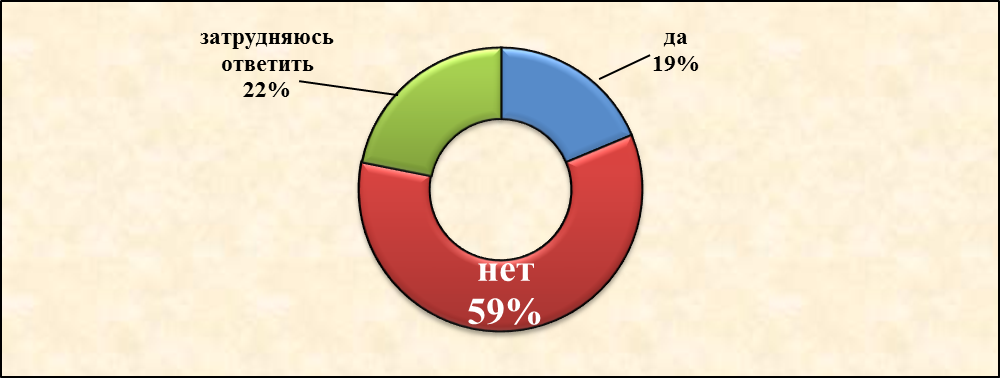 затрудняюсь
ответить
22%
да
19%
нет
59%